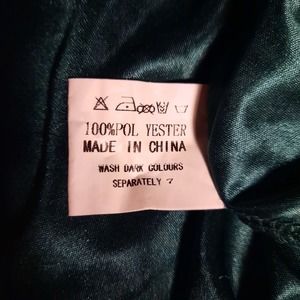 100%POL YESTER
MADE IN CHINA
WASH DARK COLOURS
SEPARATELY